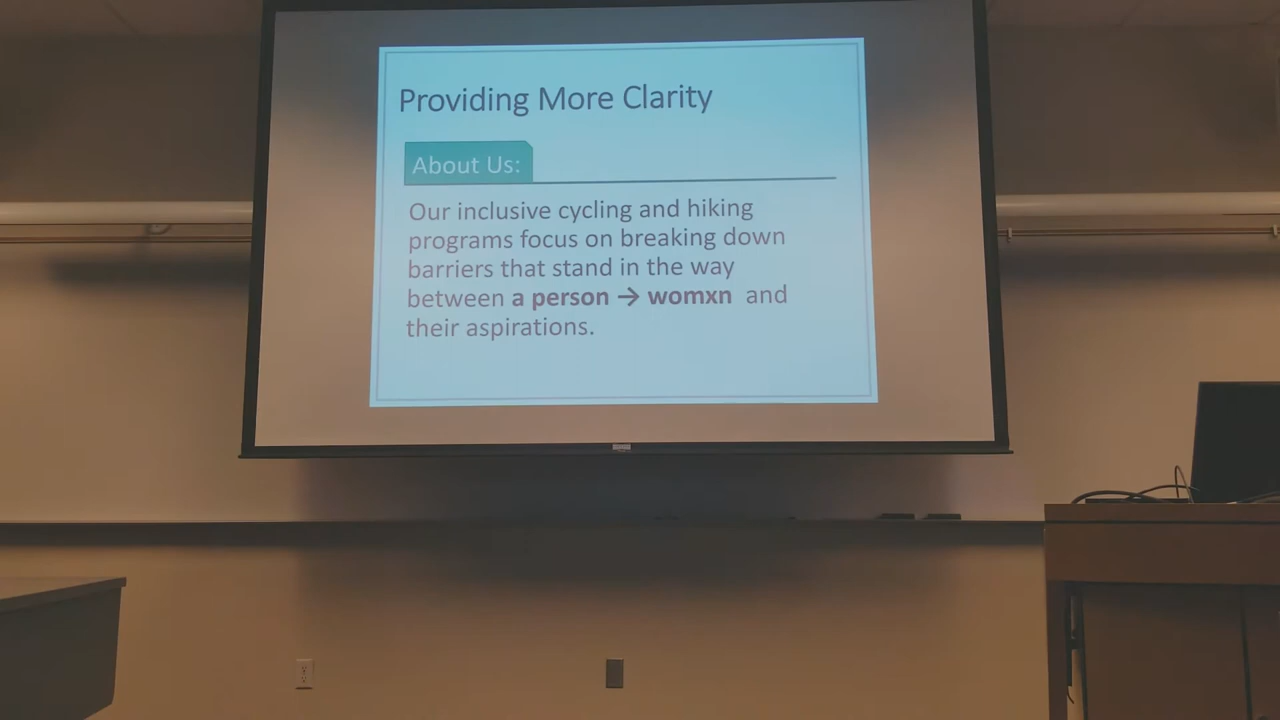 Providing More Clarity
About Us:
Our inclusive cycling and hiking
programs focus on breaking down
barriers that stand in the way
between a person → womxn and
their aspirations.